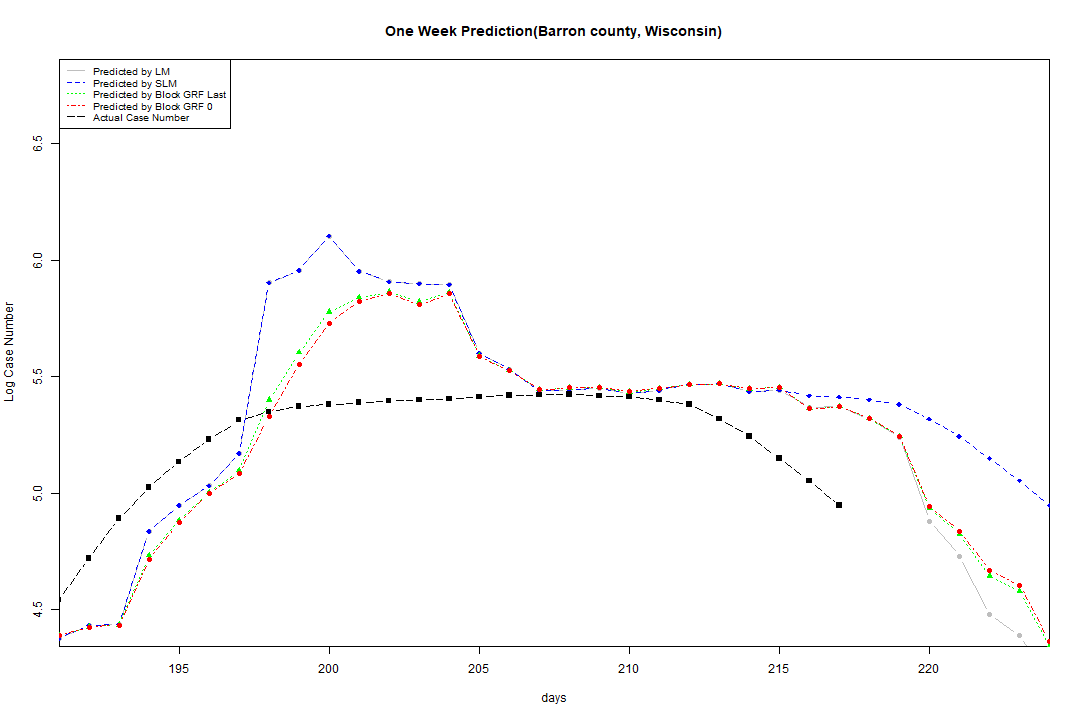 One Week Prediction(Barron county, Wisconsin)
Predicted by LM
Predicted by SLM
Predicted by Block GRF Last
Predicted by Block GRF 0
Actual Case Number
6.5
6.0
5.5
5.0
4.5
Log Case Number
195 200 205 210 215 220
days